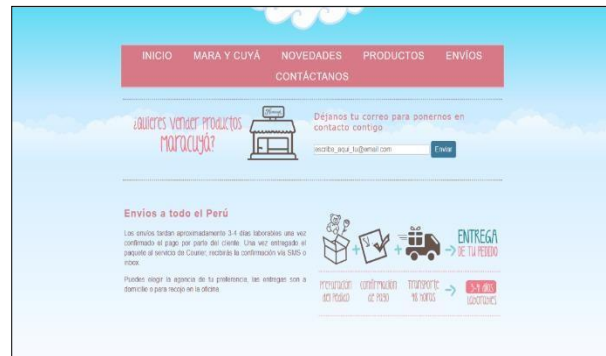 INICIO MARA Y CUYÁ NOVEDADES PRODUCTOS ENVÍOS
CONTÁCTANOS
¿QUIERES VENDER PRODUCTOS
MARACUYÁ?
Déjanos tu correo para ponernos en
contacto contigo
escribe_aqui_tu@email.com Enviar
Envíos a todo el Perú
Los envíos tardan aproximadamente 3-4 días laborables una vez
confirmado el pago por parte del cliente. Una vez entregado el
paquete al servicio de Courier, recibirás la confirmación vía SMS o
inbox.
Puedes elegir la agencia de tu preferencia, las entregas son a
domicilio o para recojo en la oficina.
ENTREGA
DE TU PEDIDO
PREPARACIÓN DEL PEDIDO
CONFIRMACIÓN DE PAGO
TRANSPORTE 48 HORAS
3-4 días
LABORABLES